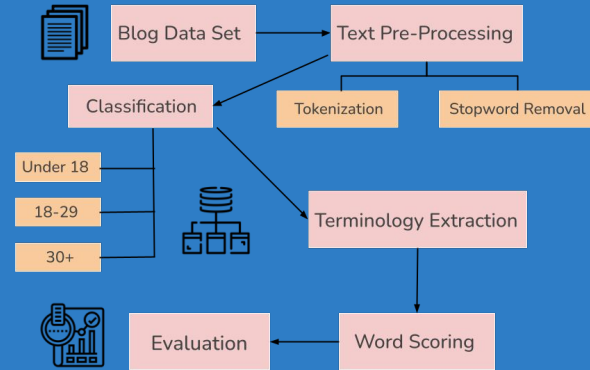 Blog Data Set
Text Pre-Processing
Classification
Tokenization
Stopword Removal
Under 18
18-29
30+
Terminology Extraction
Evaluation
Word Scoring